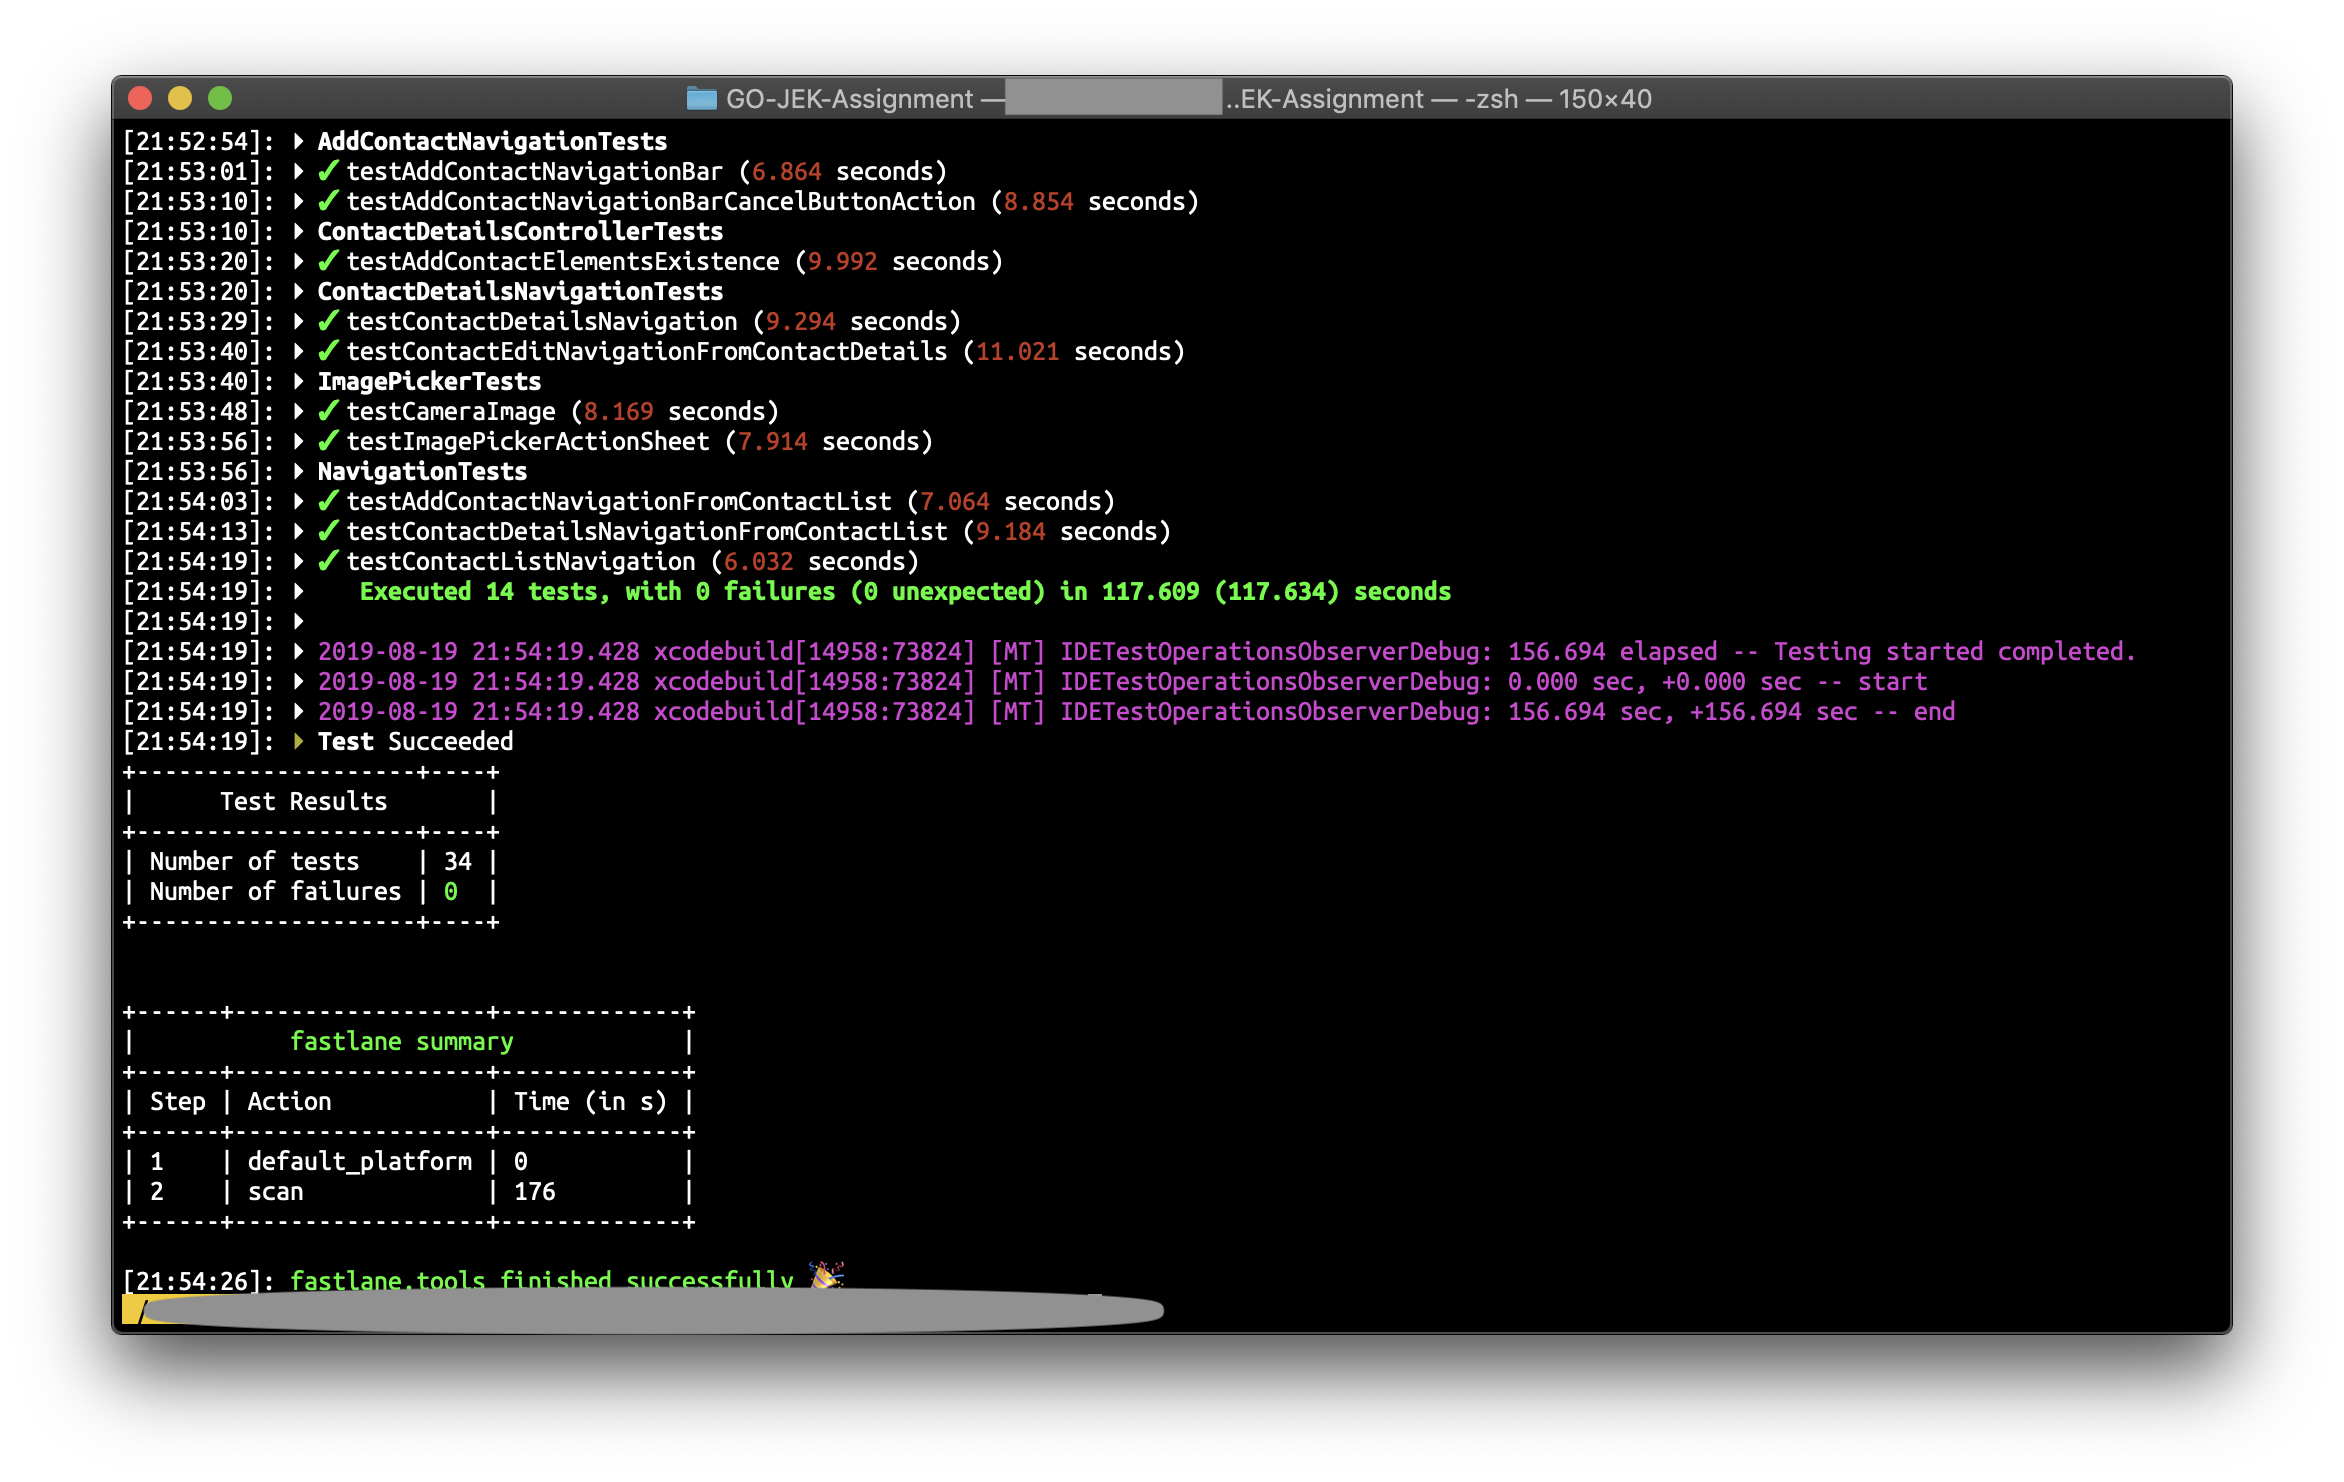 GO-JEK-Assignment — ..EK-Assignment — -zsh — 150×40
[21:52:54]: ▸ AddContactNavigationTests
[21:53:01]: ▸ ✓ testAddContactNavigationBar (6.864 seconds)
[21:53:10]: ▸ ✓ testAddContactNavigationBarCancelButtonAction (8.854 seconds)
[21:53:10]: ▸ ContactDetailsControllerTests
[21:53:20]: ▸ ✓ testAddContactElementsExistence (9.992 seconds)
[21:53:20]: ▸ ContactDetailsNavigationTests
[21:53:29]: ▸ ✓ testContactDetailsNavigation (9.294 seconds)
[21:53:40]: ▸ ✓ testContactEditNavigationFromContactDetails (11.021 seconds)
[21:53:40]: ▸ ImagePickerTests
[21:53:48]: ▸ ✓ testCameraImage (8.169 seconds)
[21:53:56]: ▸ ✓ testImagePickerActionSheet (7.914 seconds)
[21:53:56]: ▸ NavigationTests
[21:54:03]: ▸ ✓ testAddContactNavigationFromContactList (7.064 seconds)
[21:54:13]: ▸ ✓ testContactDetailsNavigationFromContactList (9.184 seconds)
[21:54:19]: ▸ ✓ testContactListNavigation (6.032 seconds)
[21:54:19]: ▸ Executed 14 tests, with 0 failures (0 unexpected) in 117.609 (117.634) seconds
[21:54:19]: ▸
[21:54:19]: ▸ 2019-08-19 21:54:19.428 xcodebuild[14958:73824] [MT] IDETestOperationsObserverDebug: 156.694 elapsed -- Testing started completed.
[21:54:19]: ▸ 2019-08-19 21:54:19.428 xcodebuild[14958:73824] [MT] IDETestOperationsObserverDebug: 0.000 sec, +0.000 sec -- start
[21:54:19]: ▸ 2019-08-19 21:54:19.428 xcodebuild[14958:73824] [MT] IDETestOperationsObserverDebug: 156.694 sec, +156.694 sec -- end
[21:54:19]: ▸ Test Succeeded
+--------------------+----+
|      Test Results       |
+--------------------+----+
| Number of tests    | 34 |
| Number of failures | 0  |
+--------------------+----+
+------+------------------+-------------+
|           fastlane summary            |
+------+------------------+-------------+
| Step | Action           | Time (in s) |
+------+------------------+-------------+
| 1    | default_platform | 0           |
| 2    | scan             | 176         |
+------+------------------+-------------+
[21:54:26]: fastlane.tools finished successfully 🎉